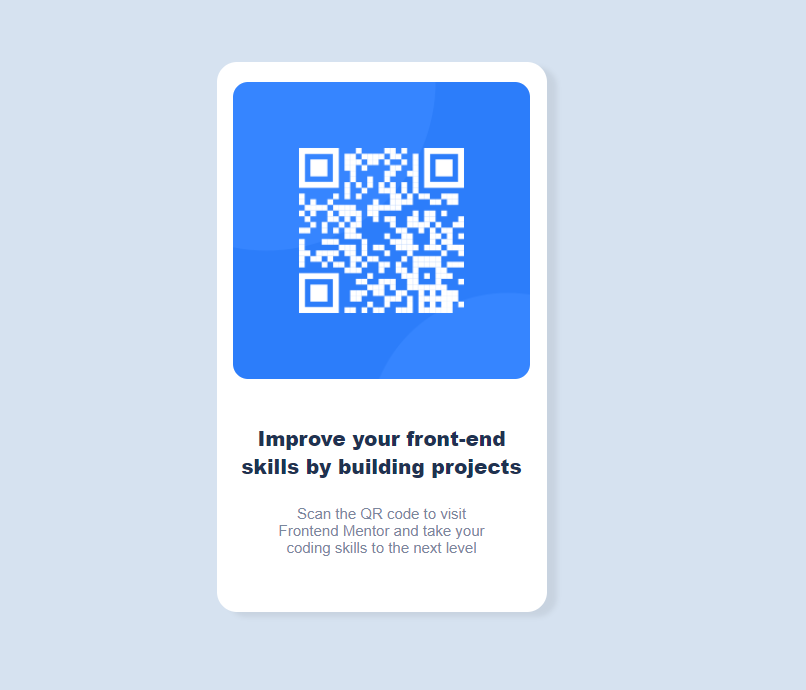 Improve your front-end
skills by building projects
Scan the QR code to visit
Frontend Mentor and take your
coding skills to the next level